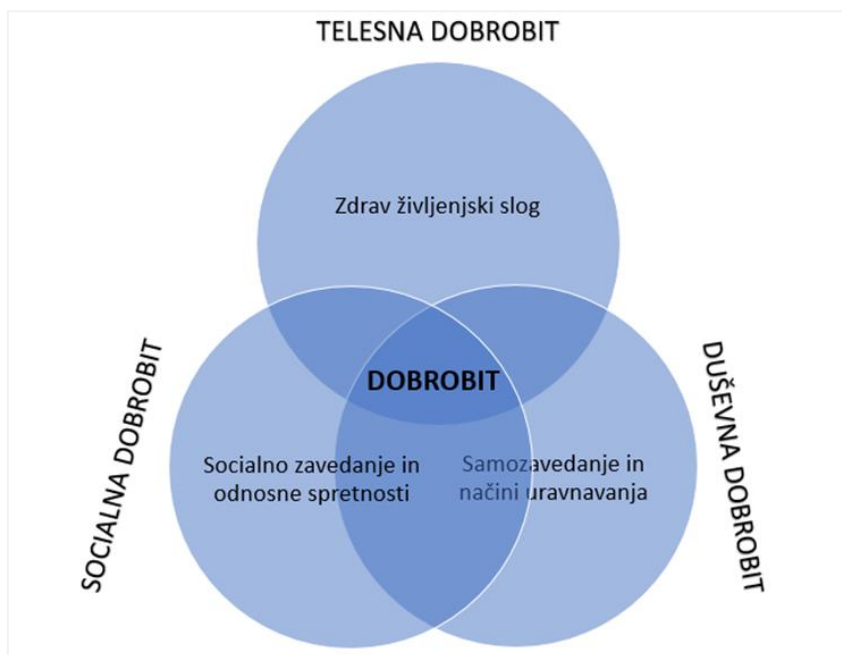 TELESNA DOBROBIT
Zdrav življenjski slog
SOCIALNA DOBROBIT
DUŠEVNA DOBROBIT
DOBROBIT
Socialno zavedanje in
odnosne spretnosti
Samozavedanje in
načini uravnavanja